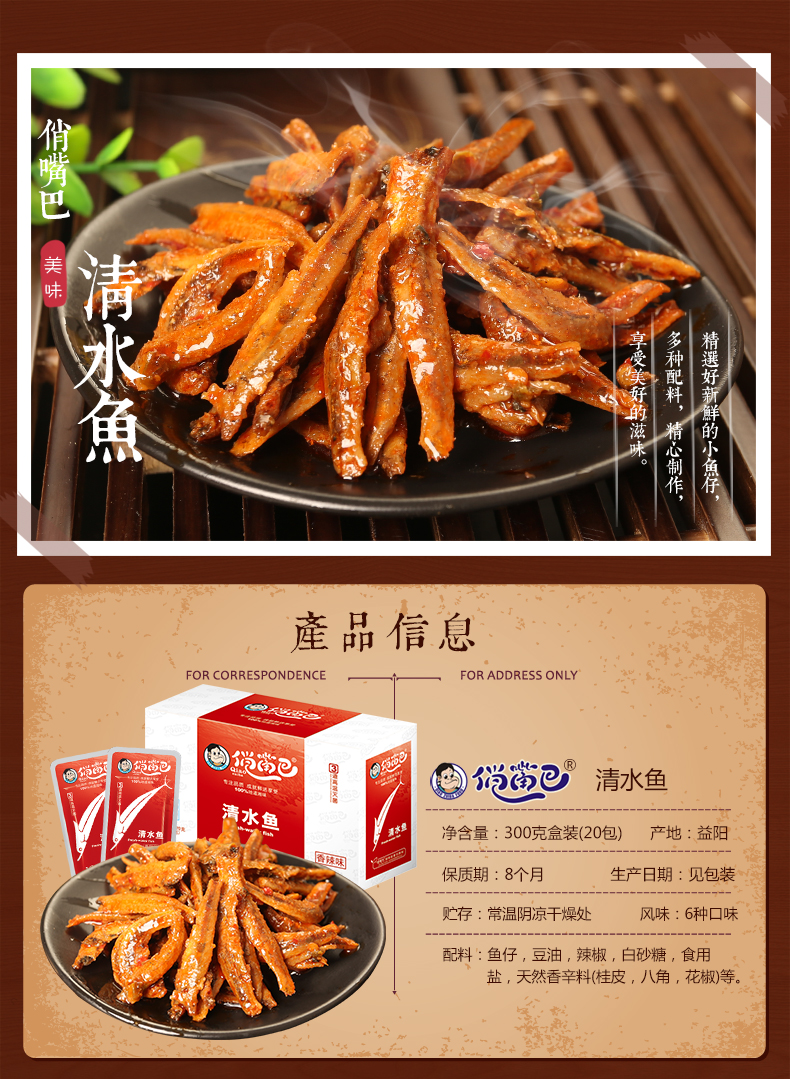 俏嘴巴
美味
清水魚
精選好新鮮的小魚仔，
多种配料，精心制作，
享受美好的滋味。
產品信息
FOR CORRESPONDENCE
FOR ADDRESS ONLY
俏嘴巴
清水鱼
香辣味
清水鱼
清水鱼
俏嘴巴® 清水鱼
净含量：300克盒装(20包) 产地：益阳
保质期：8个月 生产日期：见包装
贮存：常温阴凉干燥处 风味：6种口味
配料：鱼仔，豆油，辣椒，白砂糖，食用
盐，天然香辛料(桂皮，八角，花椒)等。